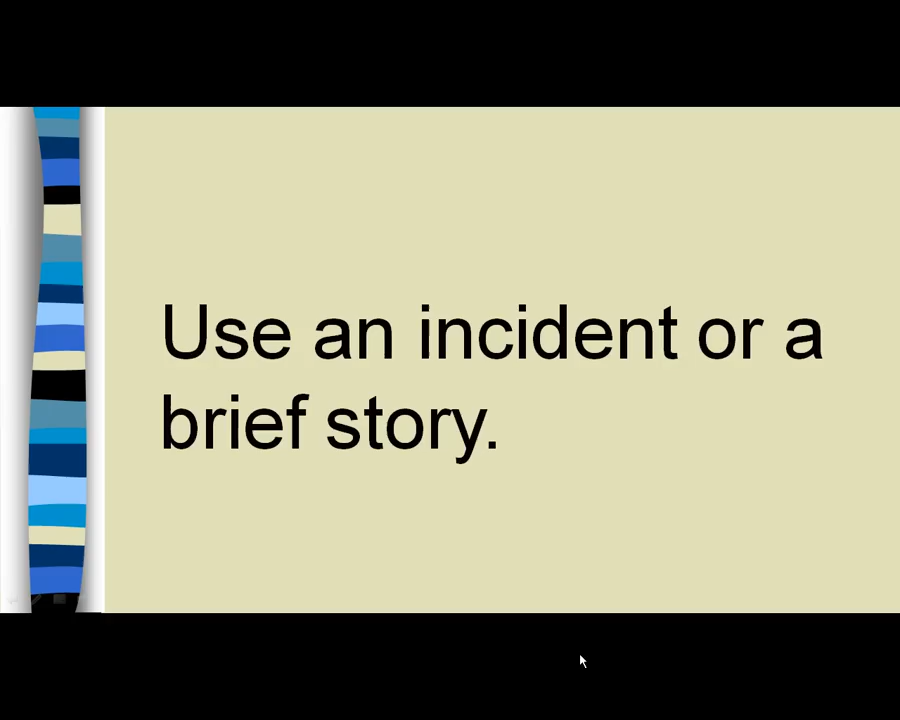 Use an incident or a
brief story.